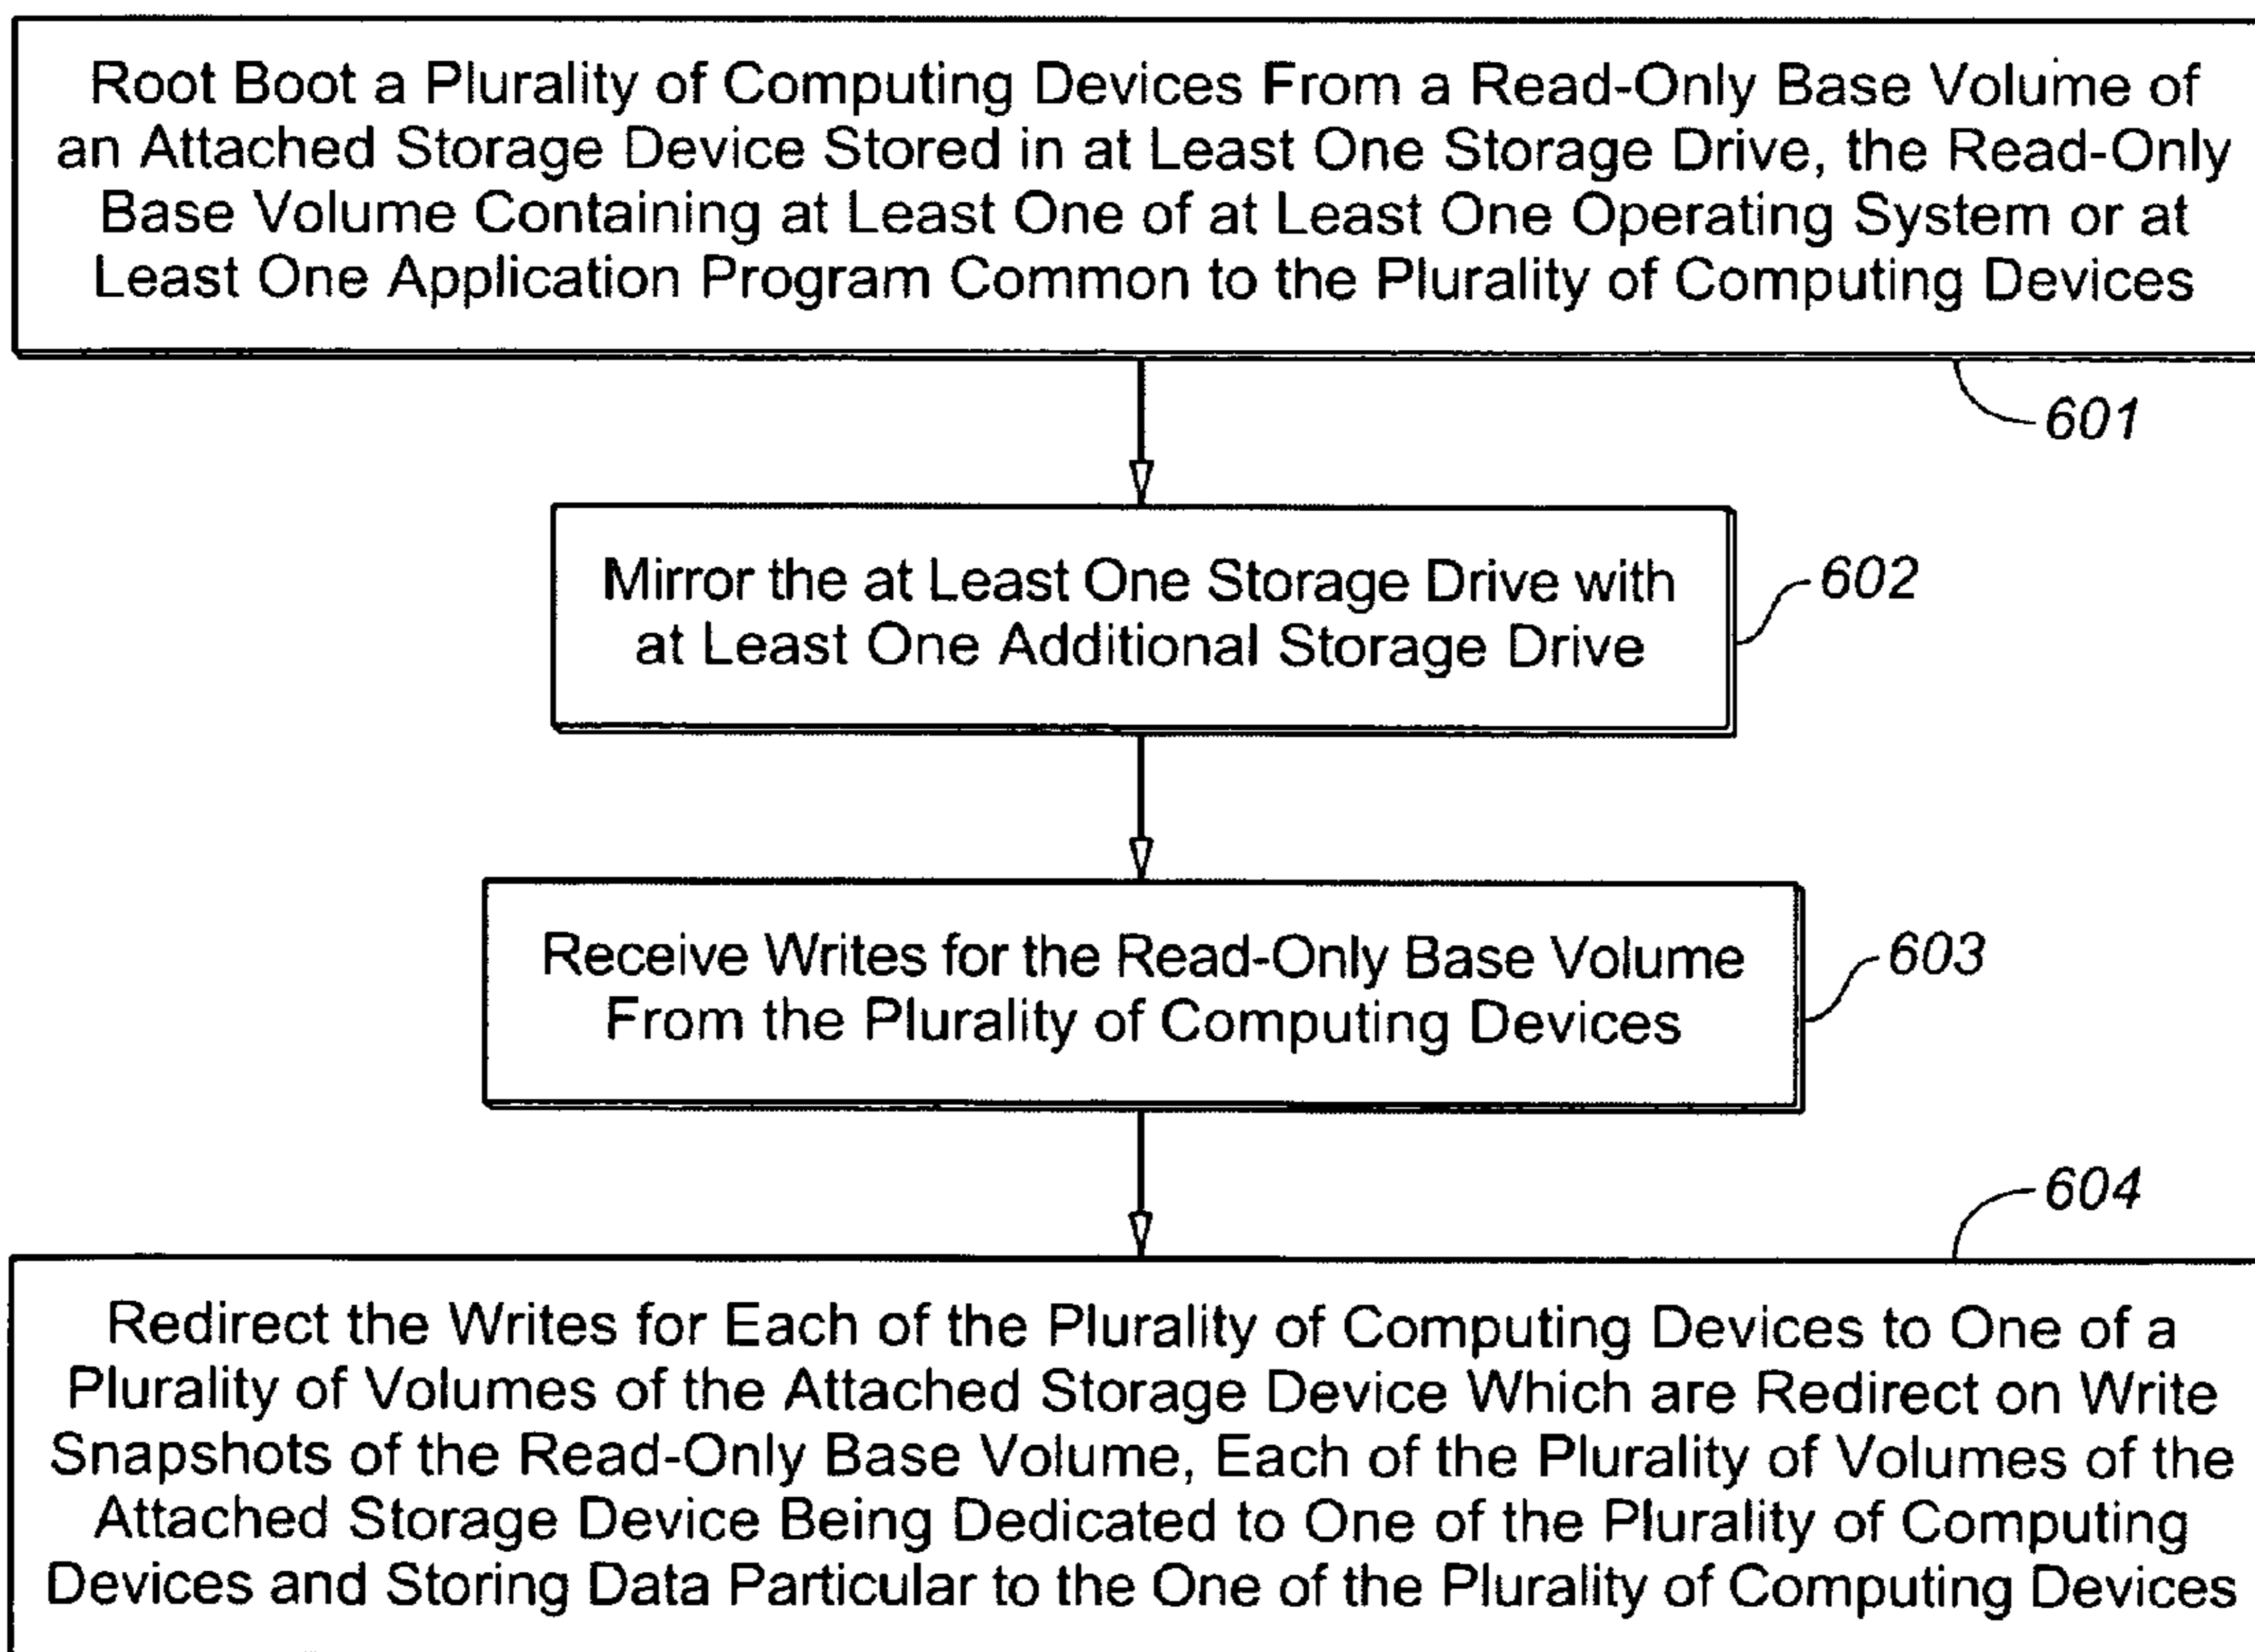 Root Boot a Plurality of Computing Devices From a Read-Only Base Volume of
an Attached Storage Device Stored in at Least One Storage Drive, the Read-Only
Base Volume Containing at Least One of at Least One Operating System or at
Least One Application Program Common to the Plurality of Computing Devices
601
Mirror the at Least One Storage Drive with
at Least One Additional Storage Drive
602
Receive Writes for the Read-Only Base Volume
From the Plurality of Computing Devices
603
604
Redirect the Writes for Each of the Plurality of Computing Devices to One of a
Plurality of Volumes of the Attached Storage Device Which are Redirect on Write
Snapshots of the Read-Only Base Volume, Each of the Plurality of Volumes of the
Attached Storage Device Being Dedicated to One of the Plurality of Computing
Devices and Storing Data Particular to the One of the Plurality of Computing Devices